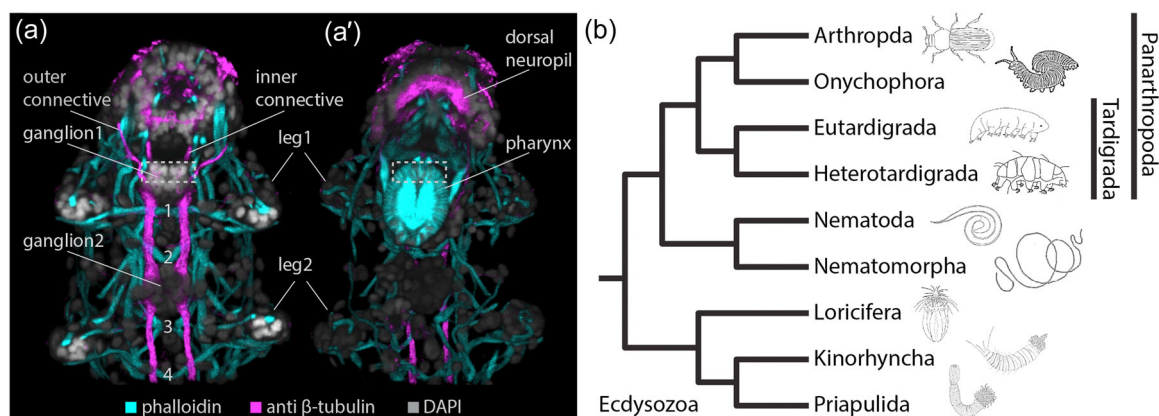 (a)
outer
connective
ganglion1
inner
connective
leg1
1
ganglion2
2
leg2
3
4
(a′)
dorsal
neuropil
pharynx
phalloidin anti β-tubulin DAPI
(b)
Arthropda
Onychophora
Eutardigrada
Heterotardigrada
Nematoda
Nematomorpha
Loricifera
Kinorhyncha
Priapulida
Ecdysozoa
Tardigrada
Panarthropoda